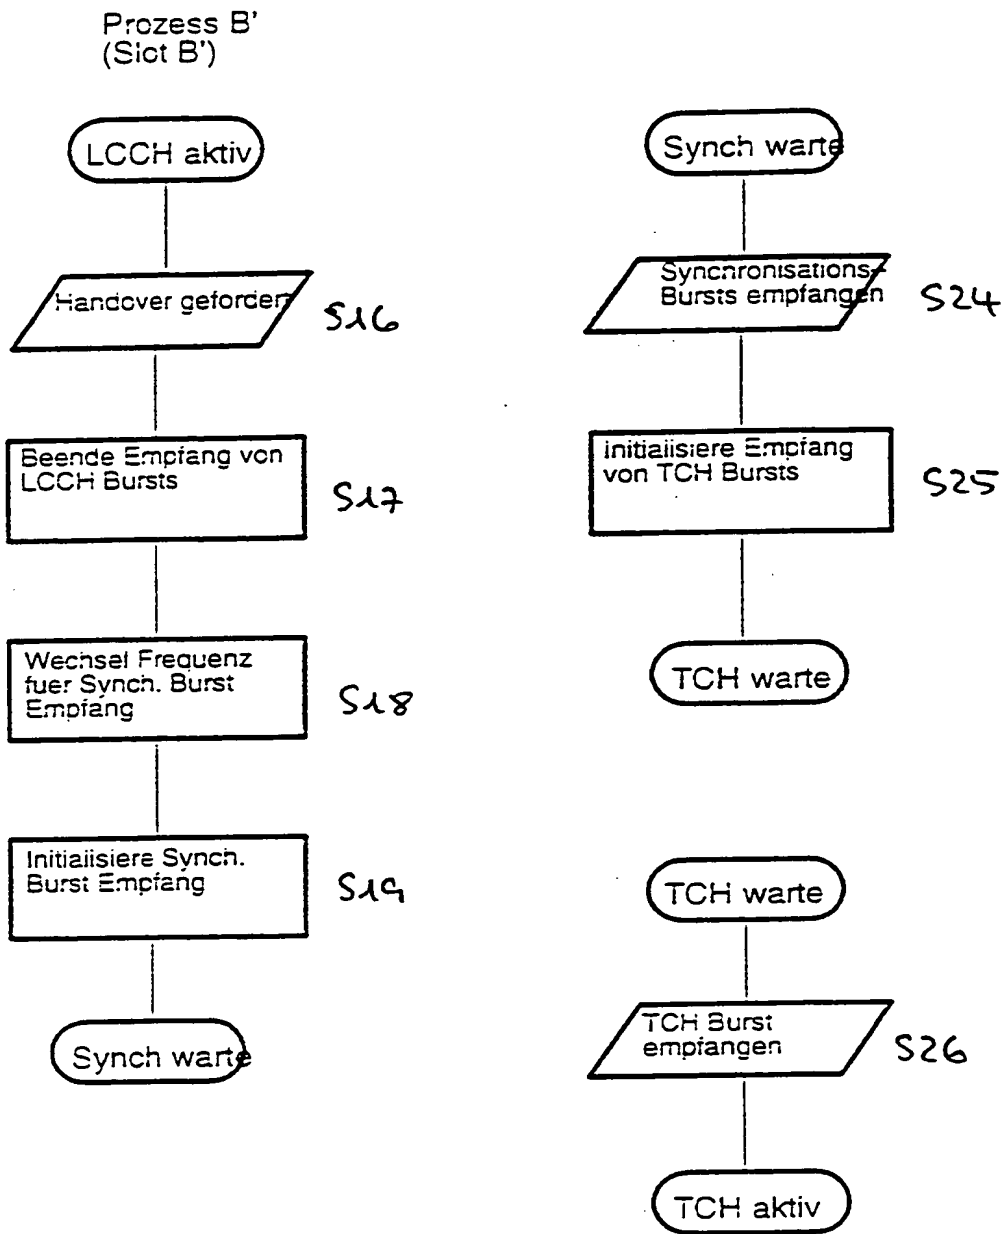 Prozess B'
(Slot B')
LCCH aktiv
Handover gefordert
S16
Beende Empfang von
LCCH Bursts
S17
Wechsel Frequenz
fuer Synch. Burst
Empfang
S18
Initialisiere Synch.
Burst Empfang
S19
Synch warte
Synch warte
Synchronisations-
Bursts empfangen
S24
Initialisiere Empfang
von TCH Bursts
S25
TCH warte
TCH warte
TCH Burst
empfangen
S26
TCH aktiv